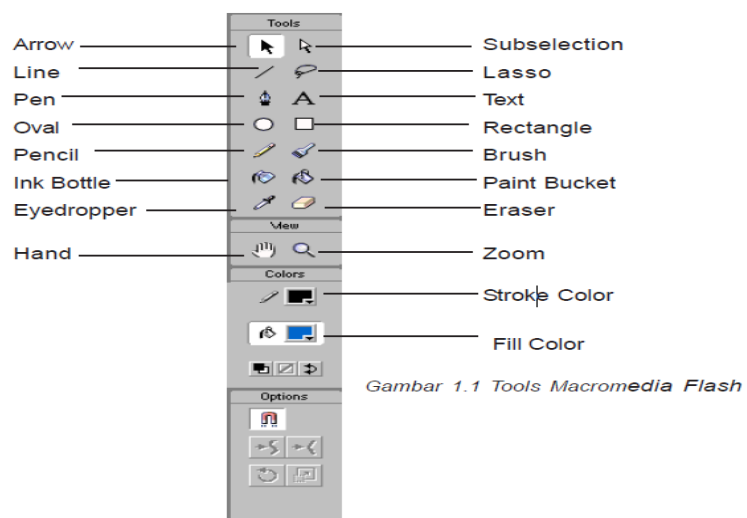 Tools
Arrow
Subselection
Line
Lasso
Pen
Text
Oval
Rectangle
Pencil
Brush
Ink Bottle
Paint Bucket
Eyedropper
Eraser
View
Hand
Zoom
Colors
Stroke Color
Fill Color
Gambar 1.1 Tools Macromedia Flash
Options